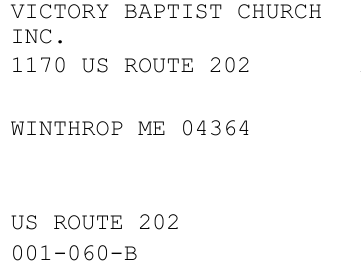 VICTORY BAPTIST CHURCH
INC.
1170 US ROUTE 202
WINTHROP ME 04364
US ROUTE 202
001-060-B